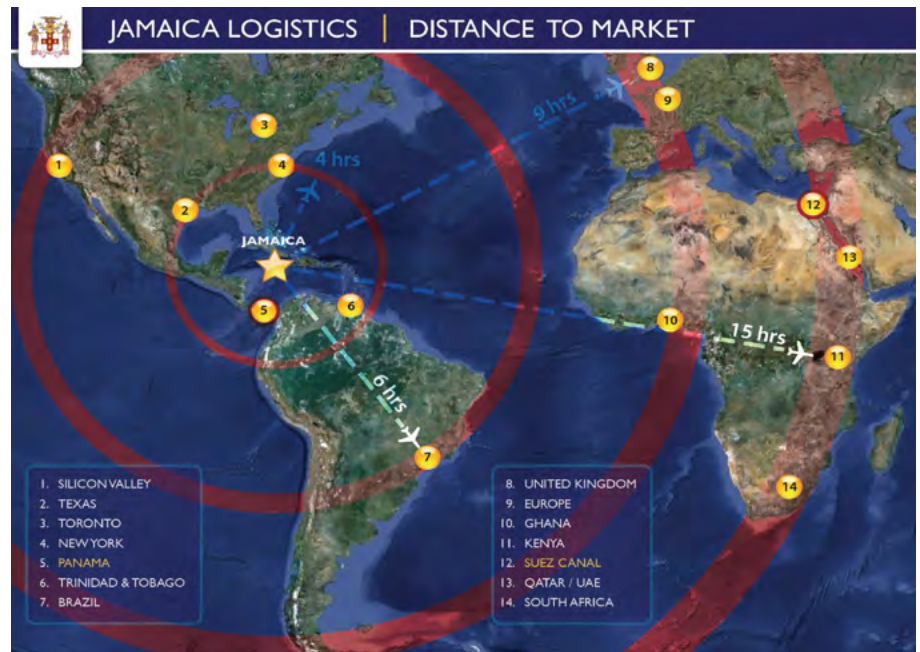 JAMAICA LOGISTICS | DISTANCE TO MARKET
8
9 hrs
9
3
4 hrs
1
4
2
12
JAMAICA
13
5
6
10
15 hrs
11
6 hrs
7
14
1. SILICON VALLEY
2. TEXAS
3. TORONTO
4. NEW YORK
5. PANAMA
6. TRINIDAD & TOBAGO
7. BRAZIL
8. UNITED KINGDOM
9. EUROPE
10. GHANA
11. KENYA
12. SUEZ CANAL
13. QATAR / UAE
14. SOUTH AFRICA